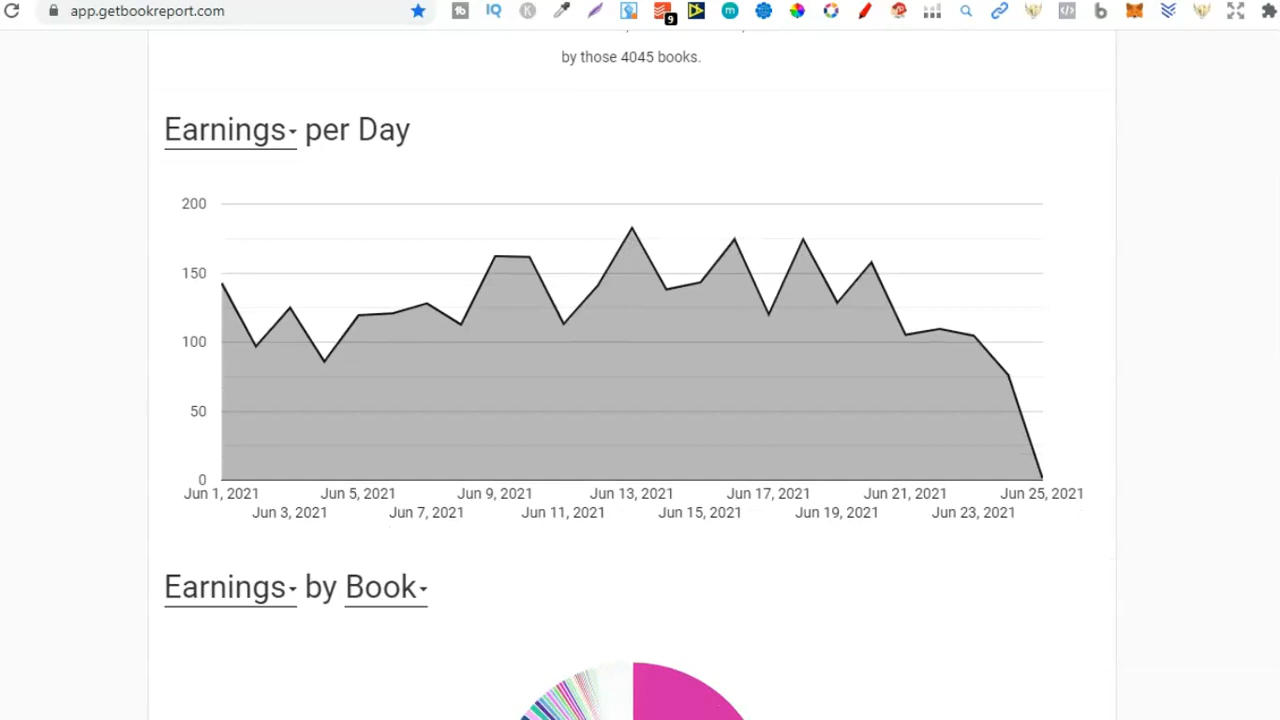 app.getbookreport.com
IQ
K
9
m
b
by those 4045 books.
Earnings per Day
200
150
100
50
0
Jun 1, 2021 Jun 5, 2021 Jun 9, 2021 Jun 13, 2021 Jun 17, 2021 Jun 21, 2021 Jun 25, 2021
Jun 3, 2021 Jun 7, 2021 Jun 11, 2021 Jun 15, 2021 Jun 19, 2021 Jun 23, 2021
Earnings by Book